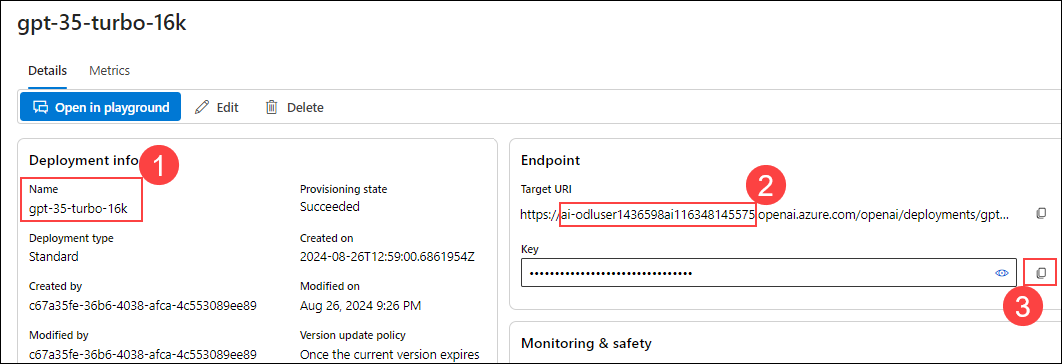 gpt-35-turbo-16k
Details Metrics
Open in playground Edit Delete
Deployment info
1
Name
gpt-35-turbo-16k
Provisioning state
Succeeded
Deployment type
Standard
Created on
2024-08-26T12:59:00.6861954Z
Created by
c67a35fe-36b6-4038-afca-4c553089ee89
Modified on
Aug 26, 2024 9:26 PM
Modified by
c67a35fe-36b6-4038-afca-4c553089ee89
Version update policy
Once the current version expires
Endpoint
2
Target URI
https://ai-odluser1436598ai116348145575.openai.azure.com/openai/deployments/gpt...
Key
••••••••••••••••••••••••••••••••
3
Monitoring & safety